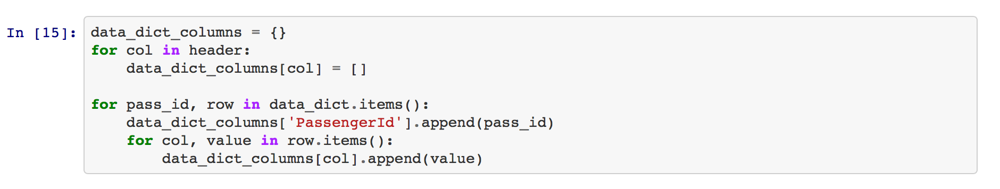 In [15]: data_dict_columns = {}
for col in header:
    data_dict_columns[col] = []

for pass_id, row in data_dict.items():
    data_dict_columns['PassengerId'].append(pass_id)
    for col, value in row.items():
        data_dict_columns[col].append(value)